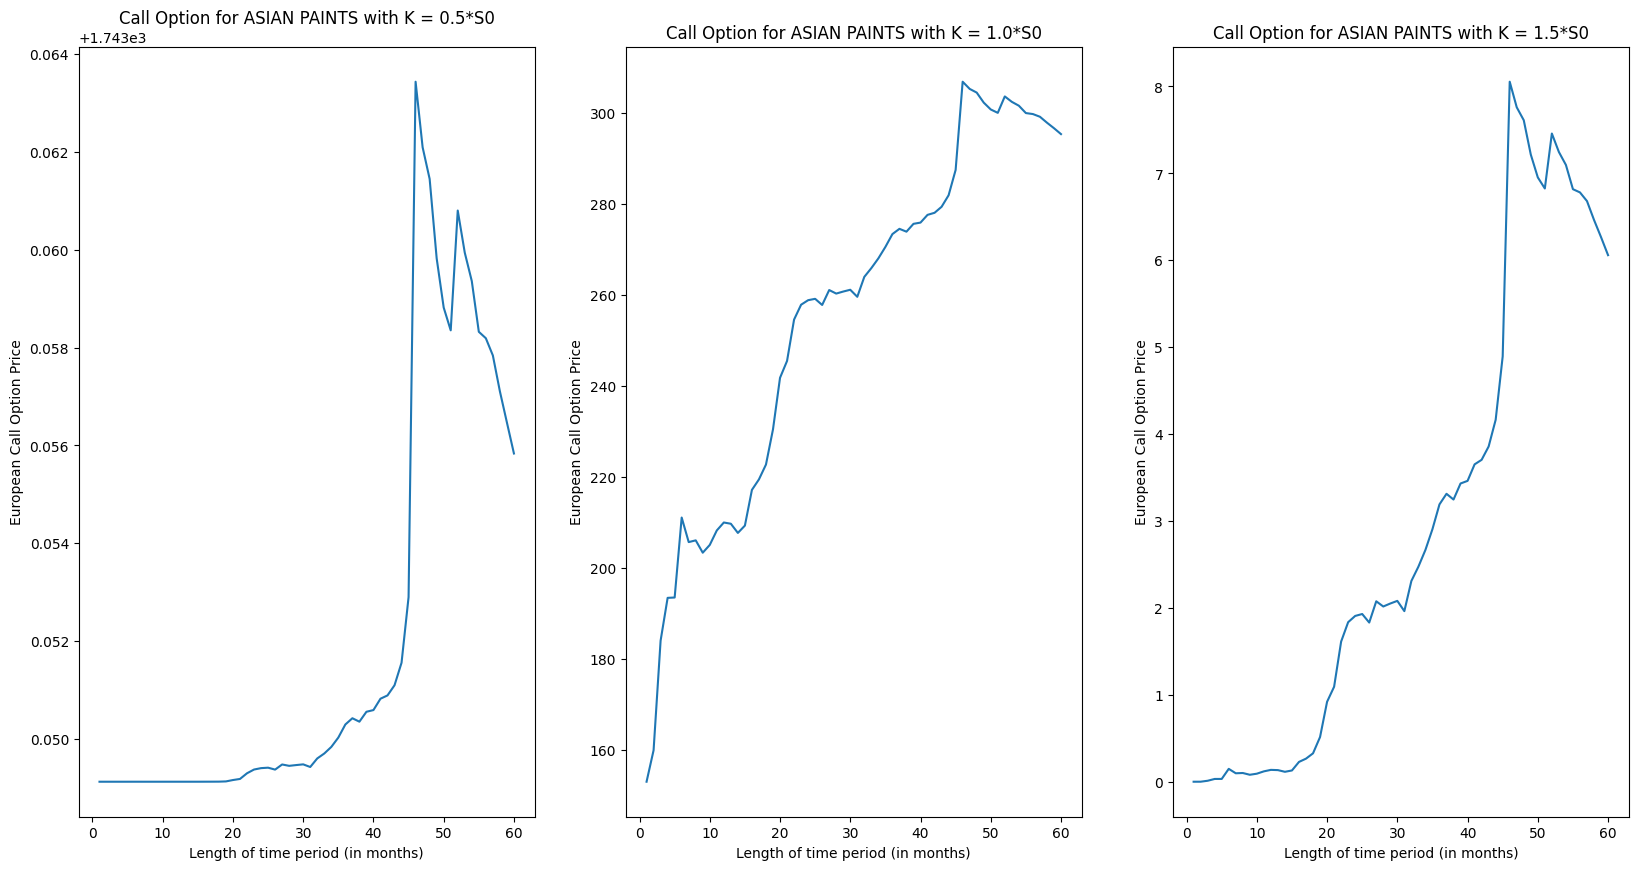 Call Option for ASIAN PAINTS with K = 0.5*S0
+1.743e3
0.064
0.062
0.060
0.058
0.056
0.054
0.052
0.050
European Call Option Price
0 10 20 30 40 50 60
Length of time period (in months)
Call Option for ASIAN PAINTS with K = 1.0*S0
300
280
260
240
220
200
180
160
European Call Option Price
0 10 20 30 40 50 60
Length of time period (in months)
Call Option for ASIAN PAINTS with K = 1.5*S0
8
7
6
5
4
3
2
1
0
European Call Option Price
0 10 20 30 40 50 60
Length of time period (in months)